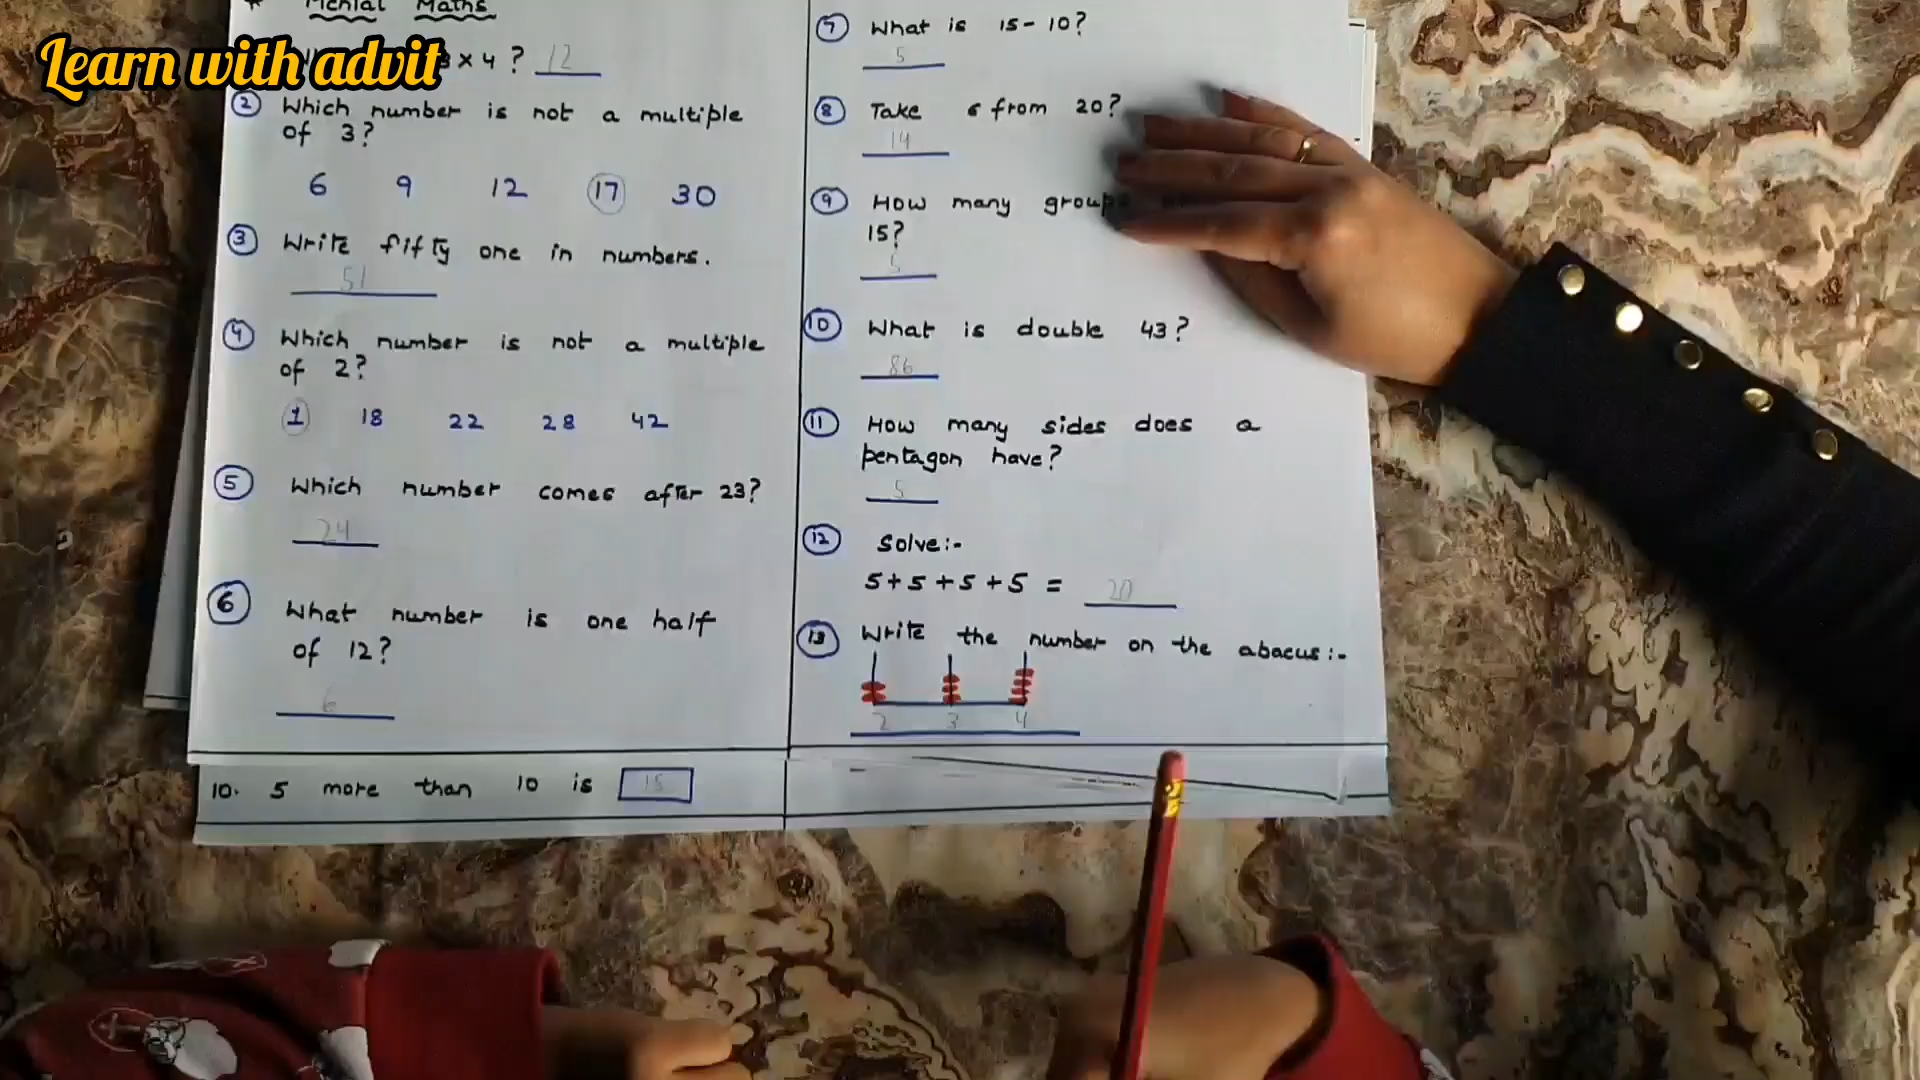 * Mental Maths
Learn with advit
3 × 4 ? 12
2 Which number is not a multiple
of 3?
6 9 12 17 30
3 Write fifty one in numbers.
51
4 Which number is not a multiple
of 2?
1 18 22 28 42
5 Which number comes after 23?
24
6 What number is one half
of 12?
6
10. 5 more than 10 is 15
7 What is 15 - 10?
5
8 Take 6 from 20?
14
9 How many groups
15?
5
10 What is double 43?
86
11 How many sides does a
pentagon have?
5
12 Solve:-
5 + 5 + 5 + 5 = 20
13 Write the number on the abacus:-
2 3 4